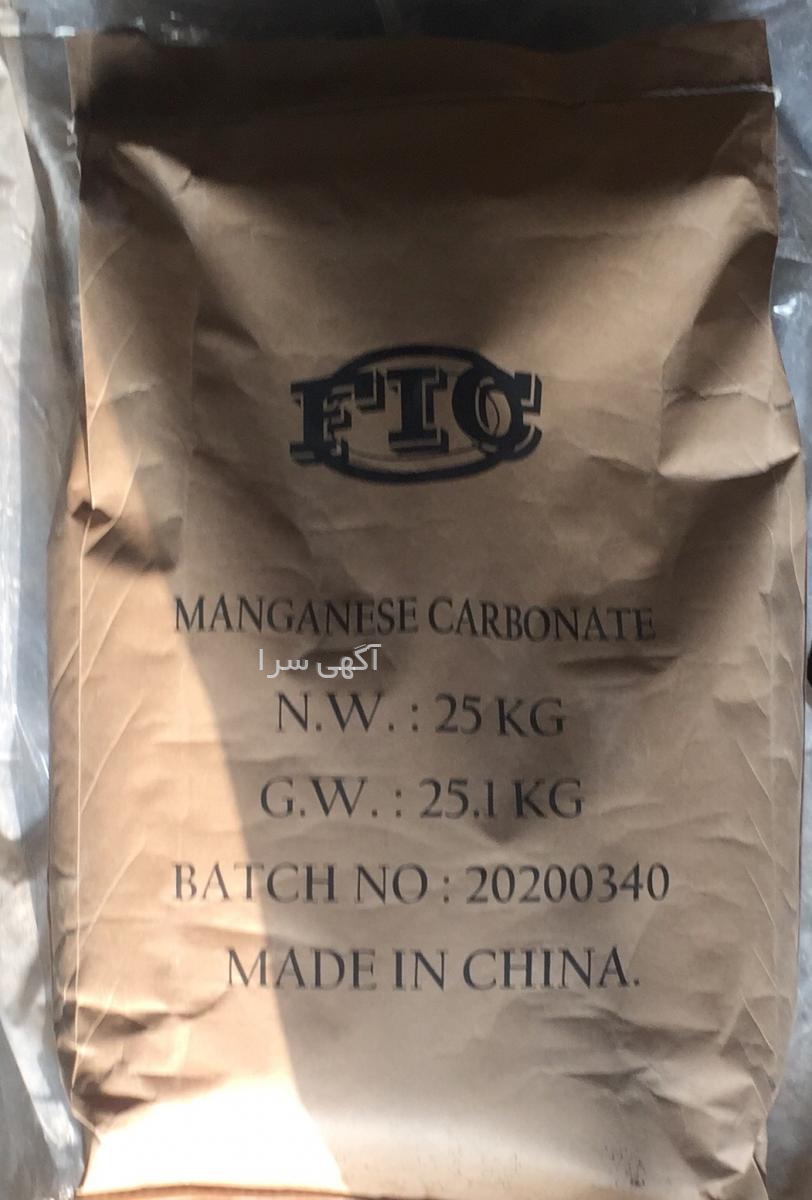 FIC
MANGANESE CARBONATE
آگهی سرا
N.W. : 25 KG
G.W. : 25.1 KG
BATCH NO : 20200340
MADE IN CHINA.